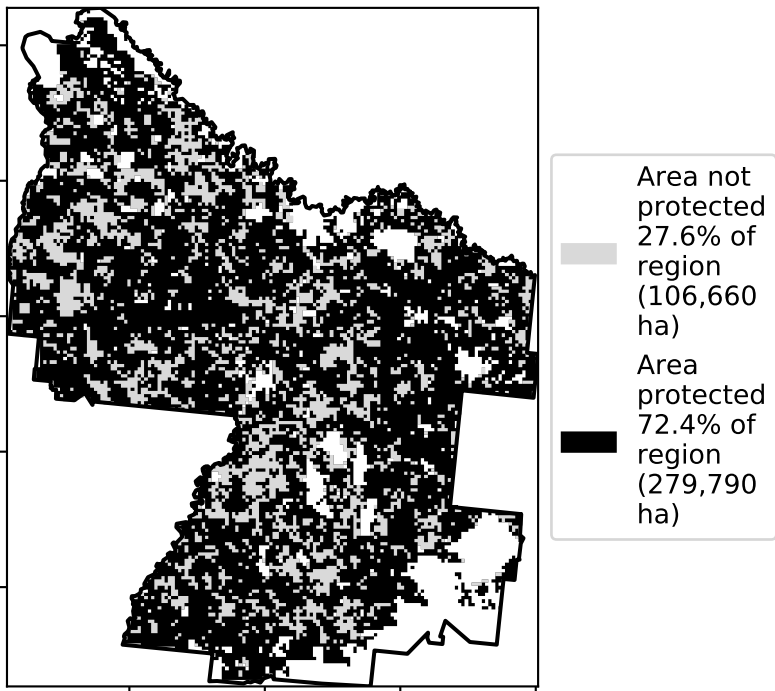 Area not
protected
27.6% of
region
(106,660
ha)
Area
protected
72.4% of
region
(279,790
ha)